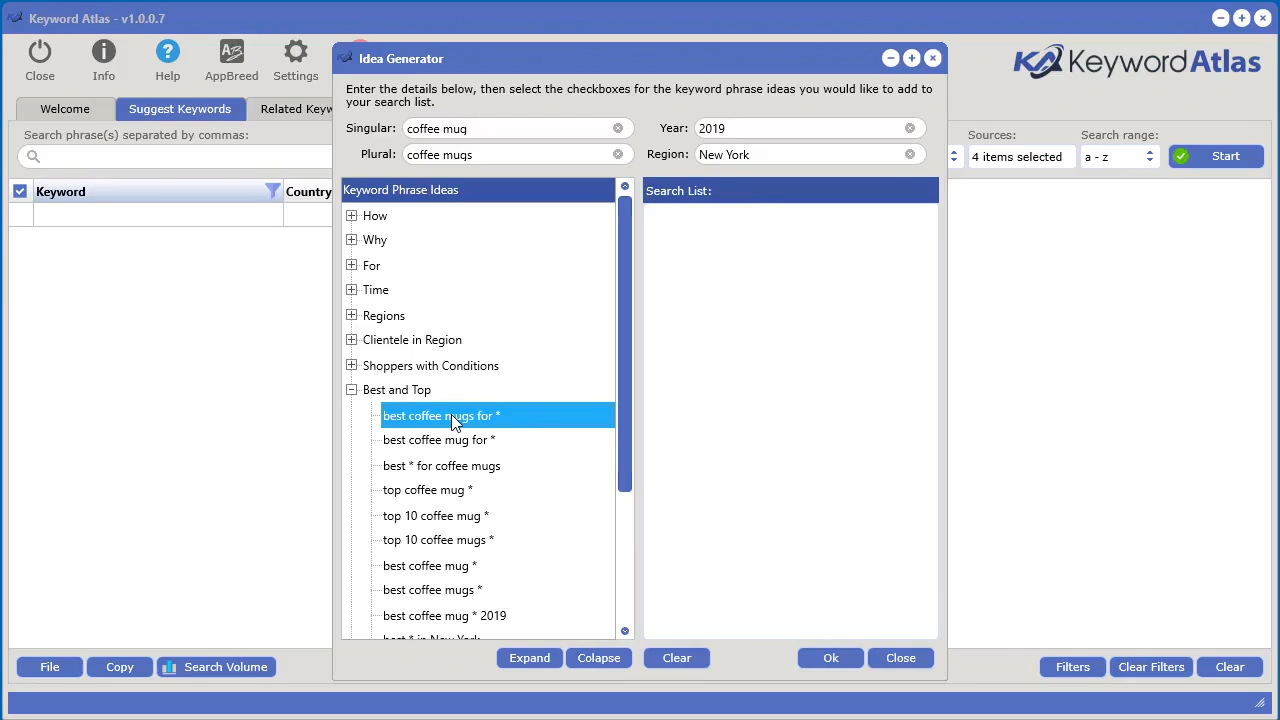 Keyword Atlas - v1.0.0.7
Close
Info
Help
AppBreed
Settings
KA KeywordAtlas
Welcome
Suggest Keywords
Related Keyw
Search phrase(s) separated by commas:
Sources:
Search range:
4 items selected
a - z
Start
Keyword
Country
Idea Generator
Enter the details below, then select the checkboxes for the keyword phrase ideas you would like to add to
your search list.
Singular: coffee mug
Year: 2019
Plural: coffee mugs
Region: New York
Keyword Phrase Ideas
Search List:
How
Why
For
Time
Regions
Clientele in Region
Shoppers with Conditions
Best and Top
best coffee mugs for *
best coffee mug for *
best * for coffee mugs
top coffee mug *
top 10 coffee mug *
top 10 coffee mugs *
best coffee mug *
best coffee mugs *
best coffee mug * 2019
best * in New York
Expand
Colapse
Clear
Ok
Close
File
Copy
Search Volume
Filters
Clear Filters
Clear